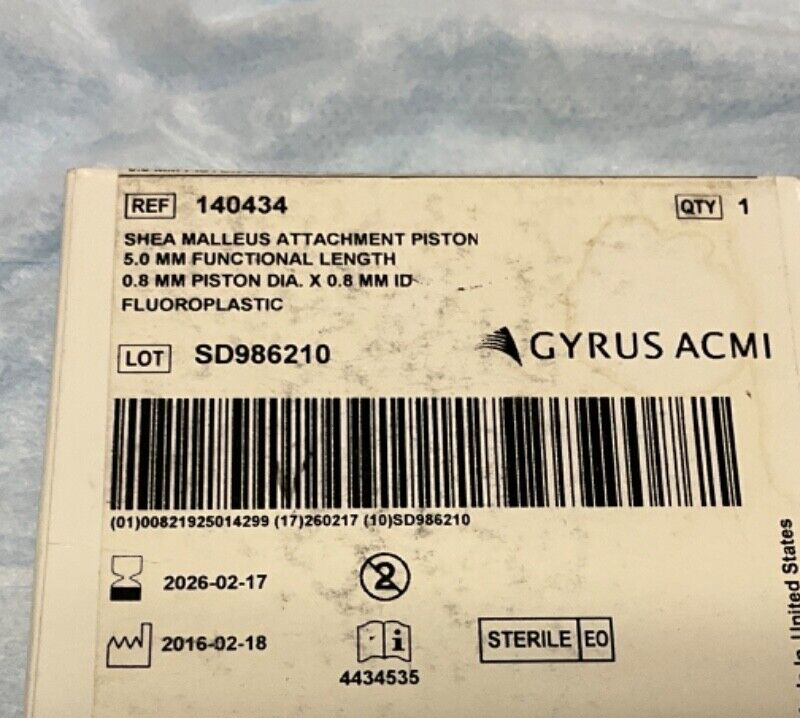 REF 140434
QTY 1
SHEA MALLEUS ATTACHMENT PISTON
5.0 MM FUNCTIONAL LENGTH
0.8 MM PISTON DIA. X 0.8 MM ID
FLUOROPLASTIC
LOT SD986210
GYRUS ACMI
(01)00821925014299 (17)260217 (10)SD986210
2026-02-17
2
2016-02-18
i
STERILE EO
4434535
In United States